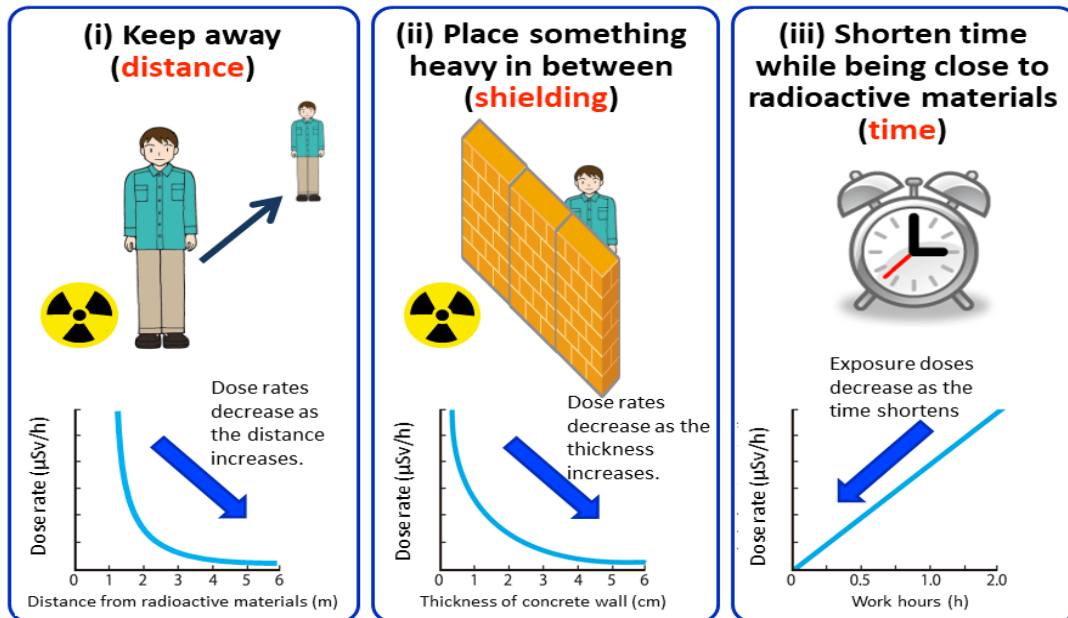 (i) Keep away
(distance)
Dose rates
decrease as
the distance
increases.
Dose rate (µSv/h)
0 1 2 3 4 5 6
Distance from radioactive materials (m)
(ii) Place something
heavy in between
(shielding)
Dose rates
decrease as the
thickness
increases.
Dose rate (µSv/h)
0 1 2 3 4 5 6
Thickness of concrete wall (cm)
(iii) Shorten time
while being close to
radioactive materials
(time)
Exposure doses
decrease as the
time shortens
Dose rate (µSv/h)
0 0.5 1.0 2.0
Work hours (h)